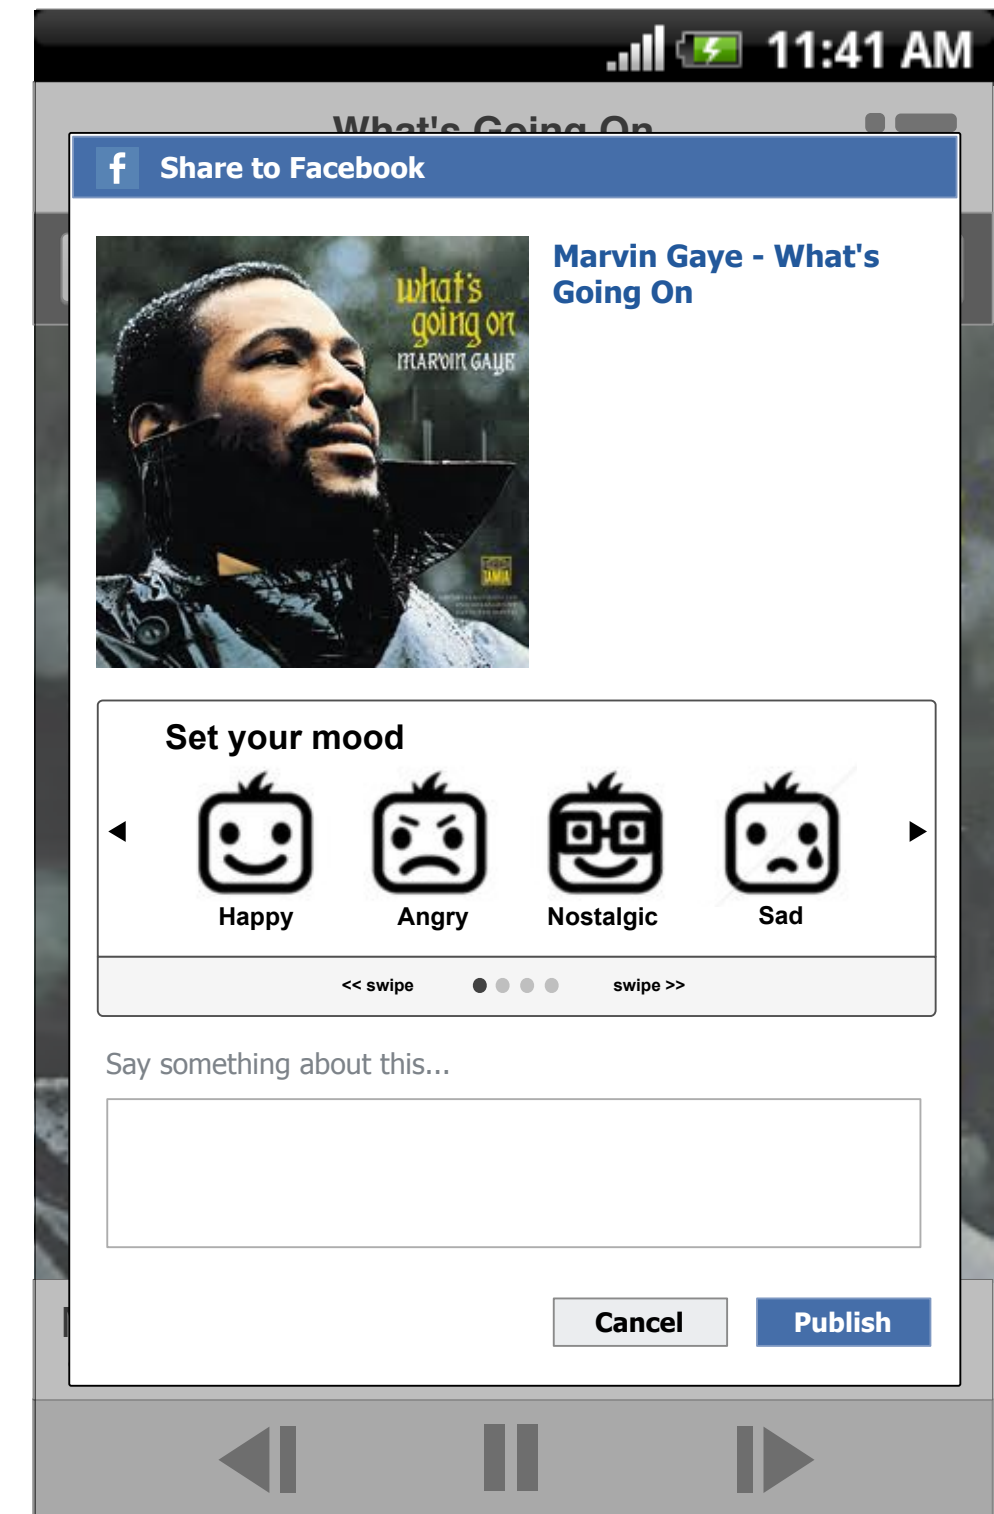 11:41 AM
What's Going On
f Share to Facebook
Marvin Gaye - What's
Going On
what's
going on
MARVIN GAYE
TAMLA
Set your mood
Happy Angry Nostalgic Sad
<< swipe swipe >>
Say something about this...
Cancel Publish